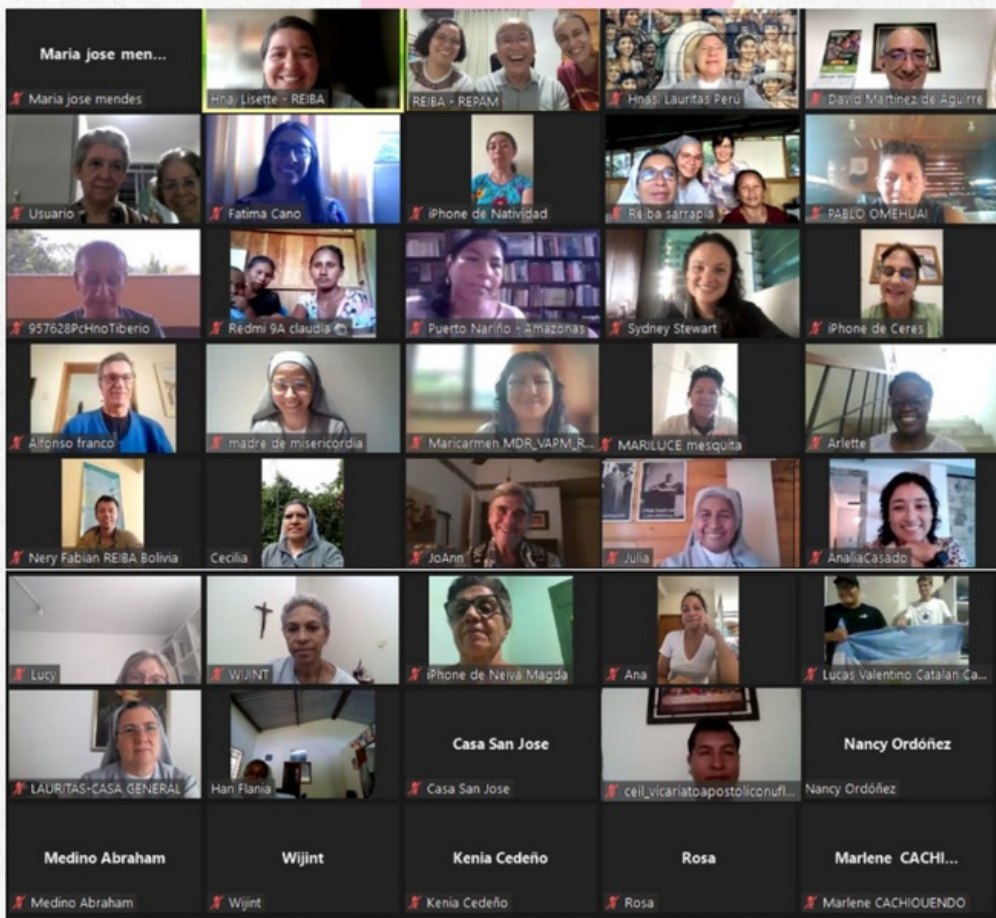 Maria jose men...
Maria jose mendes
Hna. Lisette - REIBA
REIBA - REPAM
Hnas. Lauritas Perú
David Martínez de Aguirre
Usuario
Fatima Cano
iPhone de Natividad
Reiba sarrapia
PABLO OMEHUAI
957628PcHnoTiberio
Redmi 9A claudia
Puerto Nariño - Amazonas
Sydney Stewart
iPhone de Ceres
Alfonso franco
madre de misericordia
Maricarmen MDR_VAPM_R...
MARILUCE mesquita
Arlette
Nery Fabian REIBA Bolivia
Cecilia
JoAnn
Julia
AnaliaCasado
Lucy
WIJINT
iPhone de Neiva Magda
Ana
Lucas Valentino Catalan Ca...
LAURITAS-CASA GENERAL
Han Flania
Casa San Jose
Casa San Jose
ceil_vicariatoapostoliconufl...
Nancy Ordóñez
Nancy Ordóñez
Medino Abraham
Medino Abraham
Wijint
Wijint
Kenia Cedeño
Kenia Cedeño
Rosa
Rosa
Marlene CACHI...
Marlene CACHIOUENDO